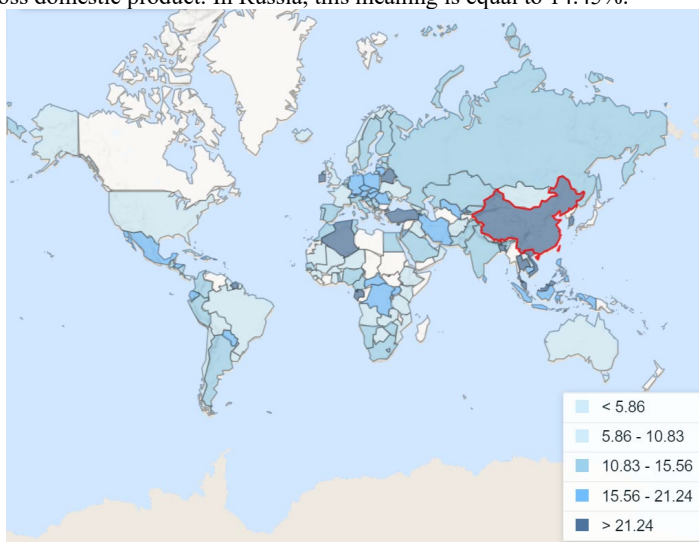 oss domestic product. In Russia, this meaning is equal to 14.45%.
< 5.86
5.86 - 10.83
10.83 - 15.56
15.56 - 21.24
> 21.24